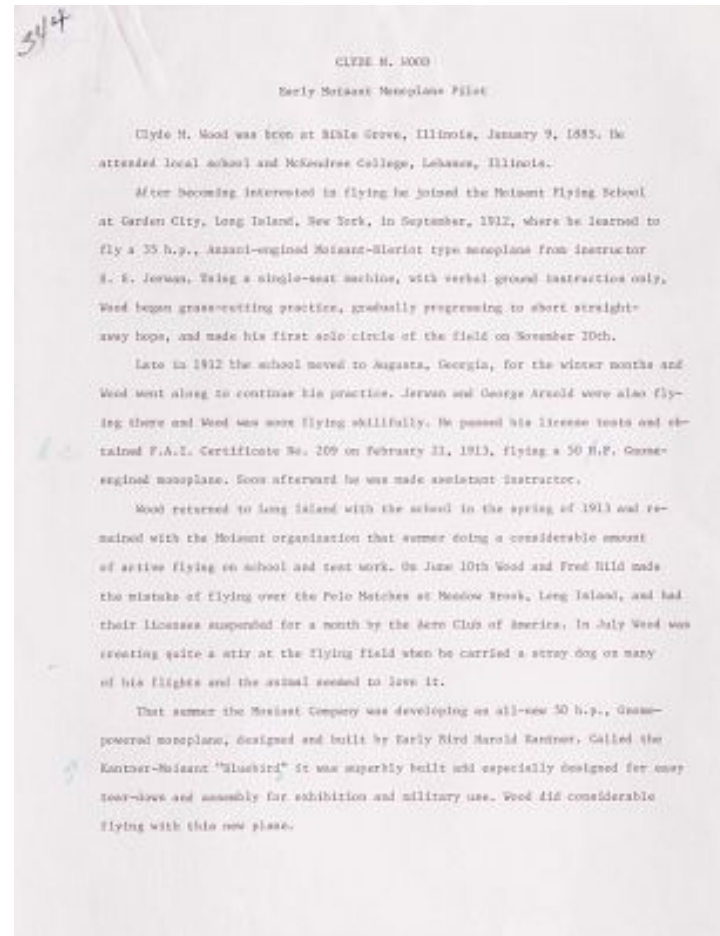 344
CLYDE M. WOOD
Early Moisant Monoplane Pilot
Clyde M. Wood was born at Bible Grove, Illinois, January 9, 1885. He
attended local school and McKendree College, Lebanon, Illinois.
After becoming interested in flying he joined the Moisant Flying School
at Garden City, Long Island, New York, in September, 1912, where he learned to
fly a 35 h.p., Anzani-engined Moisant-Bleriot type monoplane from instructor
S. S. Jerwan. Using a single-seat machine, with verbal ground instruction only,
Wood began grass-cutting practice, gradually progressing to short straight-
away hops, and made his first solo circle of the field on November 20th.
Late in 1912 the school moved to Augusta, Georgia, for the winter months and
Wood went along to continue his practice. Jerwan and George Arnold were also fly-
ing there and Wood was soon flying skillfully. He passed his license tests and ob-
tained F.A.I. Certificate No. 209 on February 21, 1913, flying a 50 H.P. Gnome-
engined monoplane. Soon afterward he was made assistant instructor.
Wood returned to Long Island with the school in the spring of 1913 and re-
mained with the Moisant organization that summer doing a considerable amount
of active flying on school and test work. On June 10th Wood and Fred Hild made
the mistake of flying over the Polo Matches at Meadow Brook, Long Island, and had
their licenses suspended for a month by the Aero Club of America. In July Wood was
creating quite a stir at the flying field when he carried a stray dog on many
of his flights and the animal seemed to love it.
That summer the Mosiant Company was developing an all-new 50 h.p., Gnome-
powered monoplane, designed and built by Early Bird Harold Kantner. Called the
Kantner-Moisant "Bluebird" it was superbly built and especially designed for easy
tear-down and assembly for exhibition and military use. Wood did considerable
flying with this new plane.